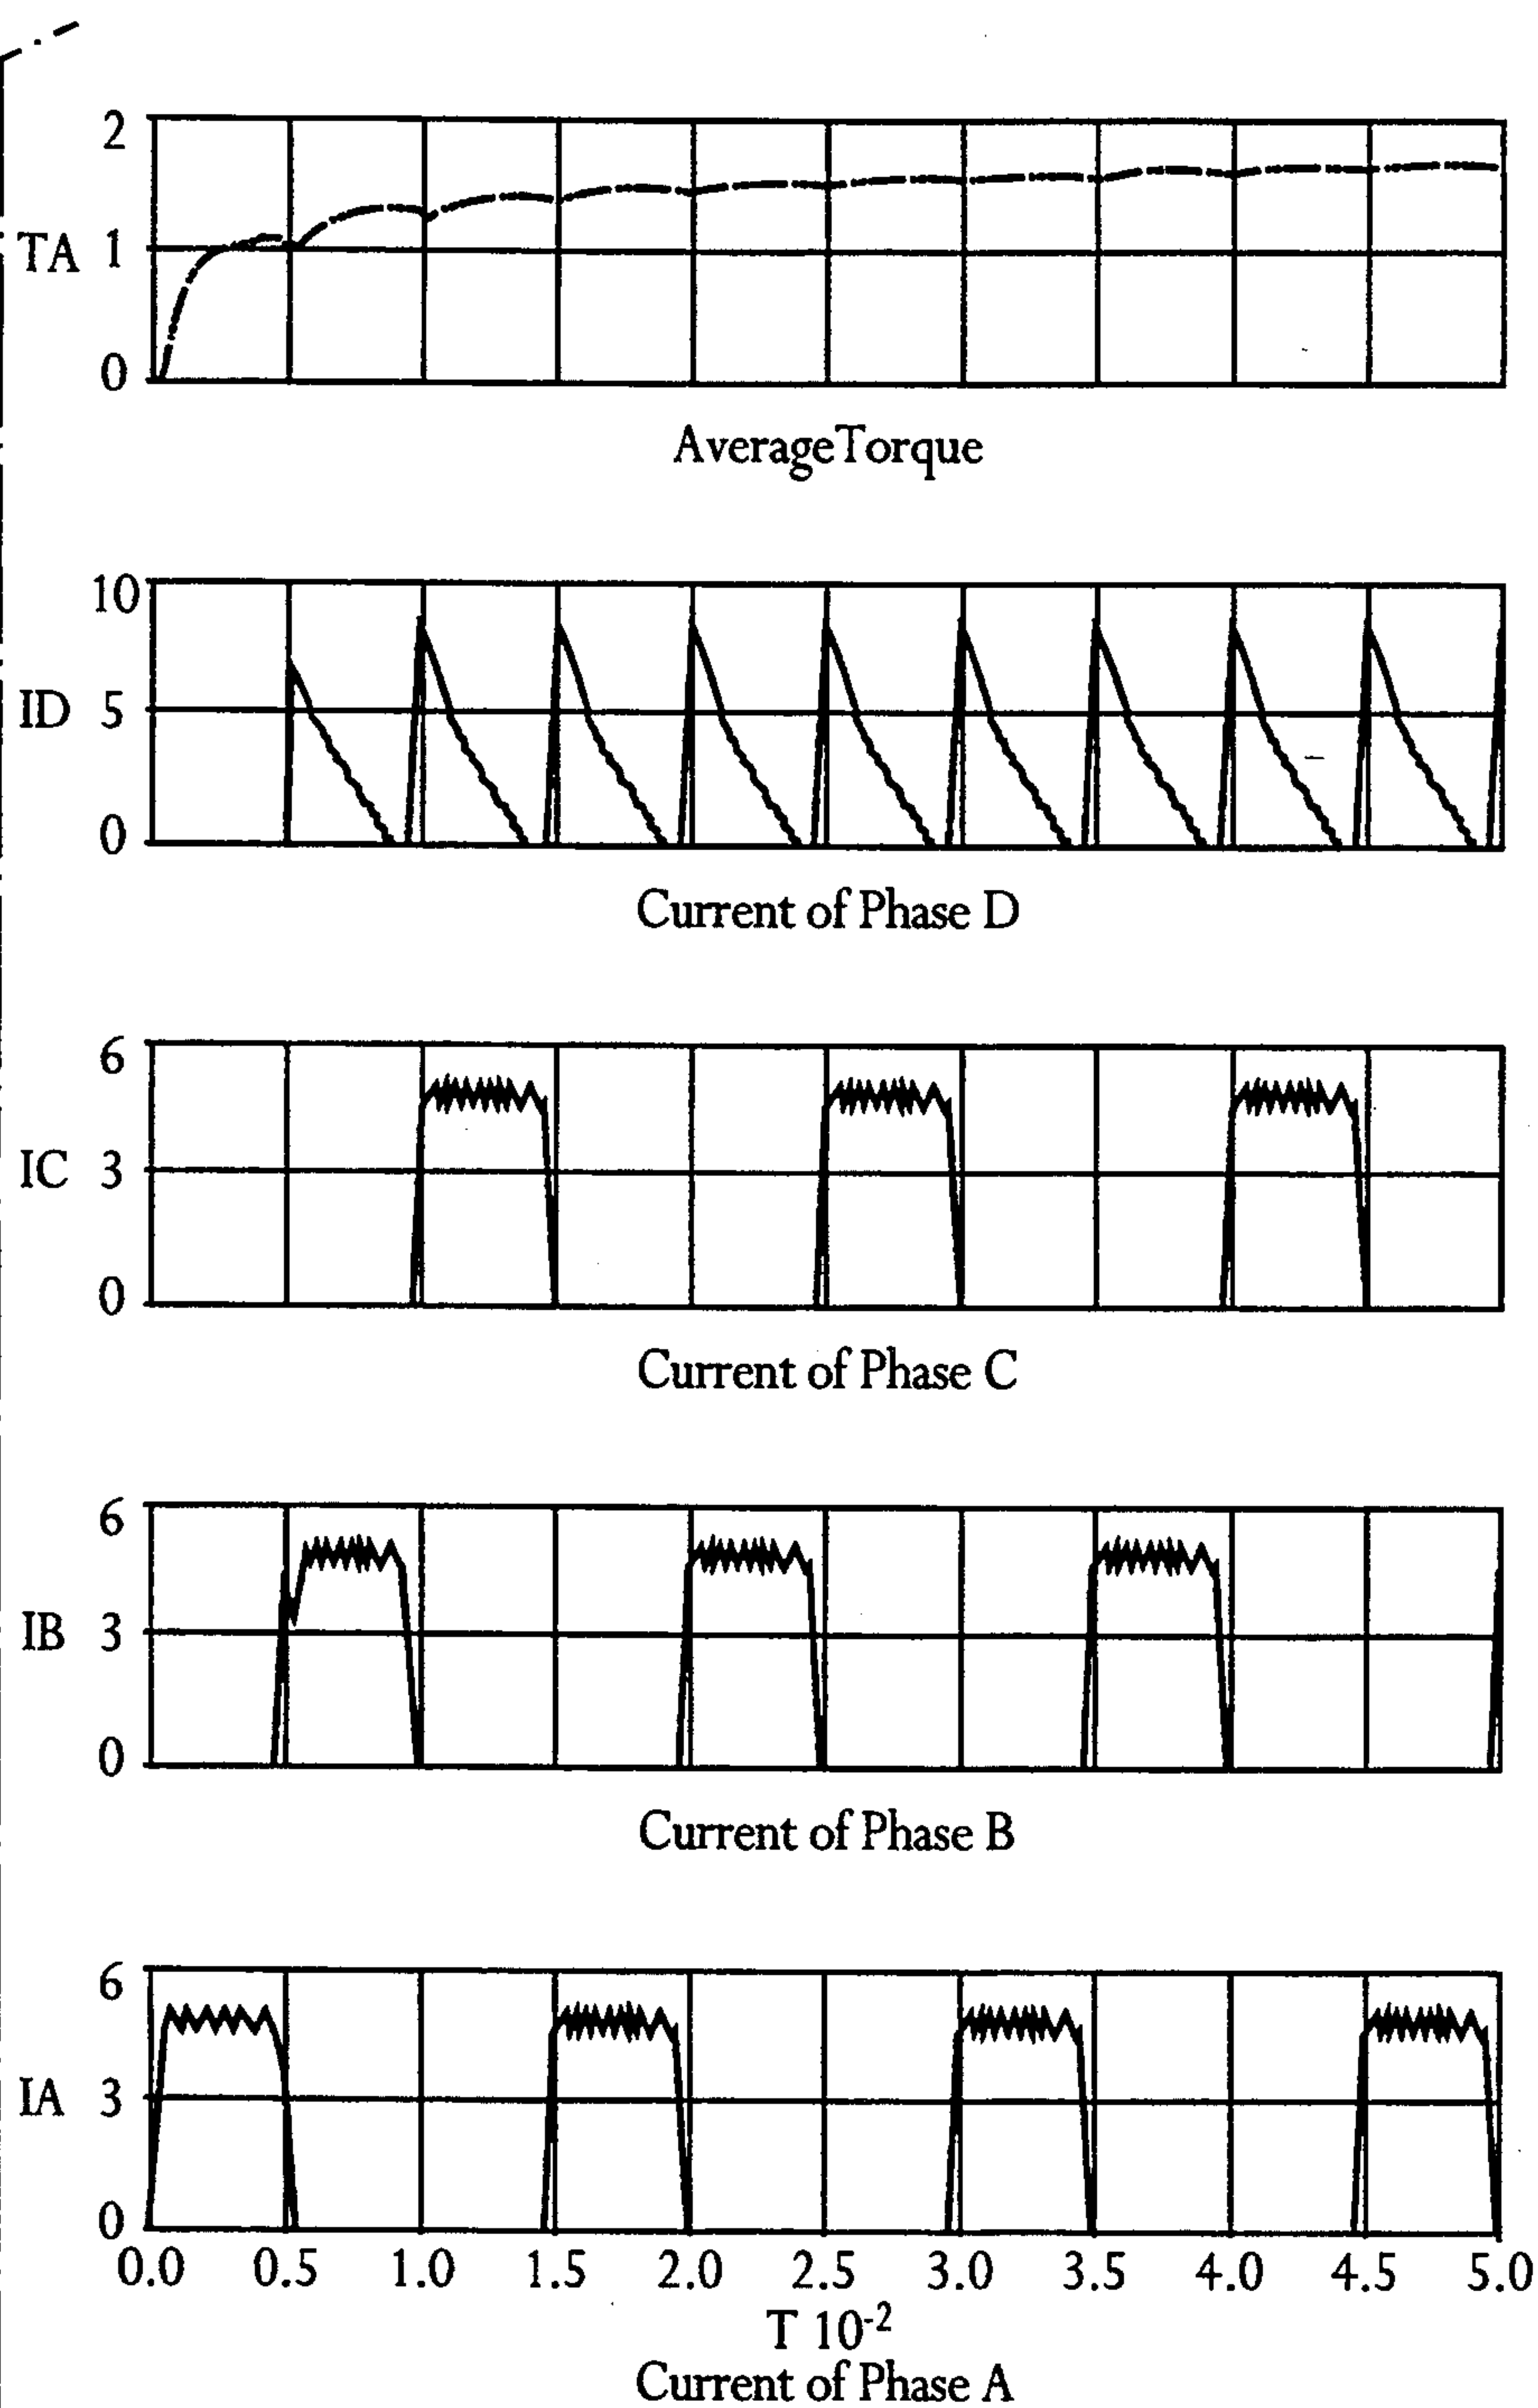 2
TA 1
0
AverageTorque
10
ID 5
0
Current of Phase D
6
IC 3
0
Current of Phase C
6
IB 3
0
Current of Phase B
6
IA 3
0
0.0 0.5 1.0 1.5 2.0 2.5 3.0 3.5 4.0 4.5 5.0
T 10⁻²
Current of Phase A